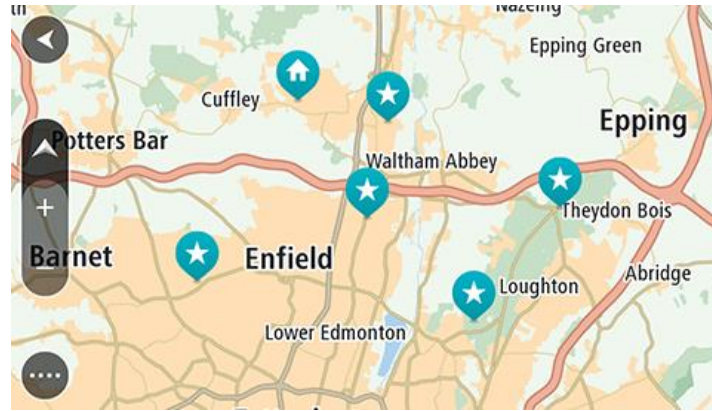 Nazeing
Epping Green
Cuffley
Epping
Potters Bar
Waltham Abbey
Theydon Bois
Barnet
Enfield
Loughton
Abridge
Lower Edmonton